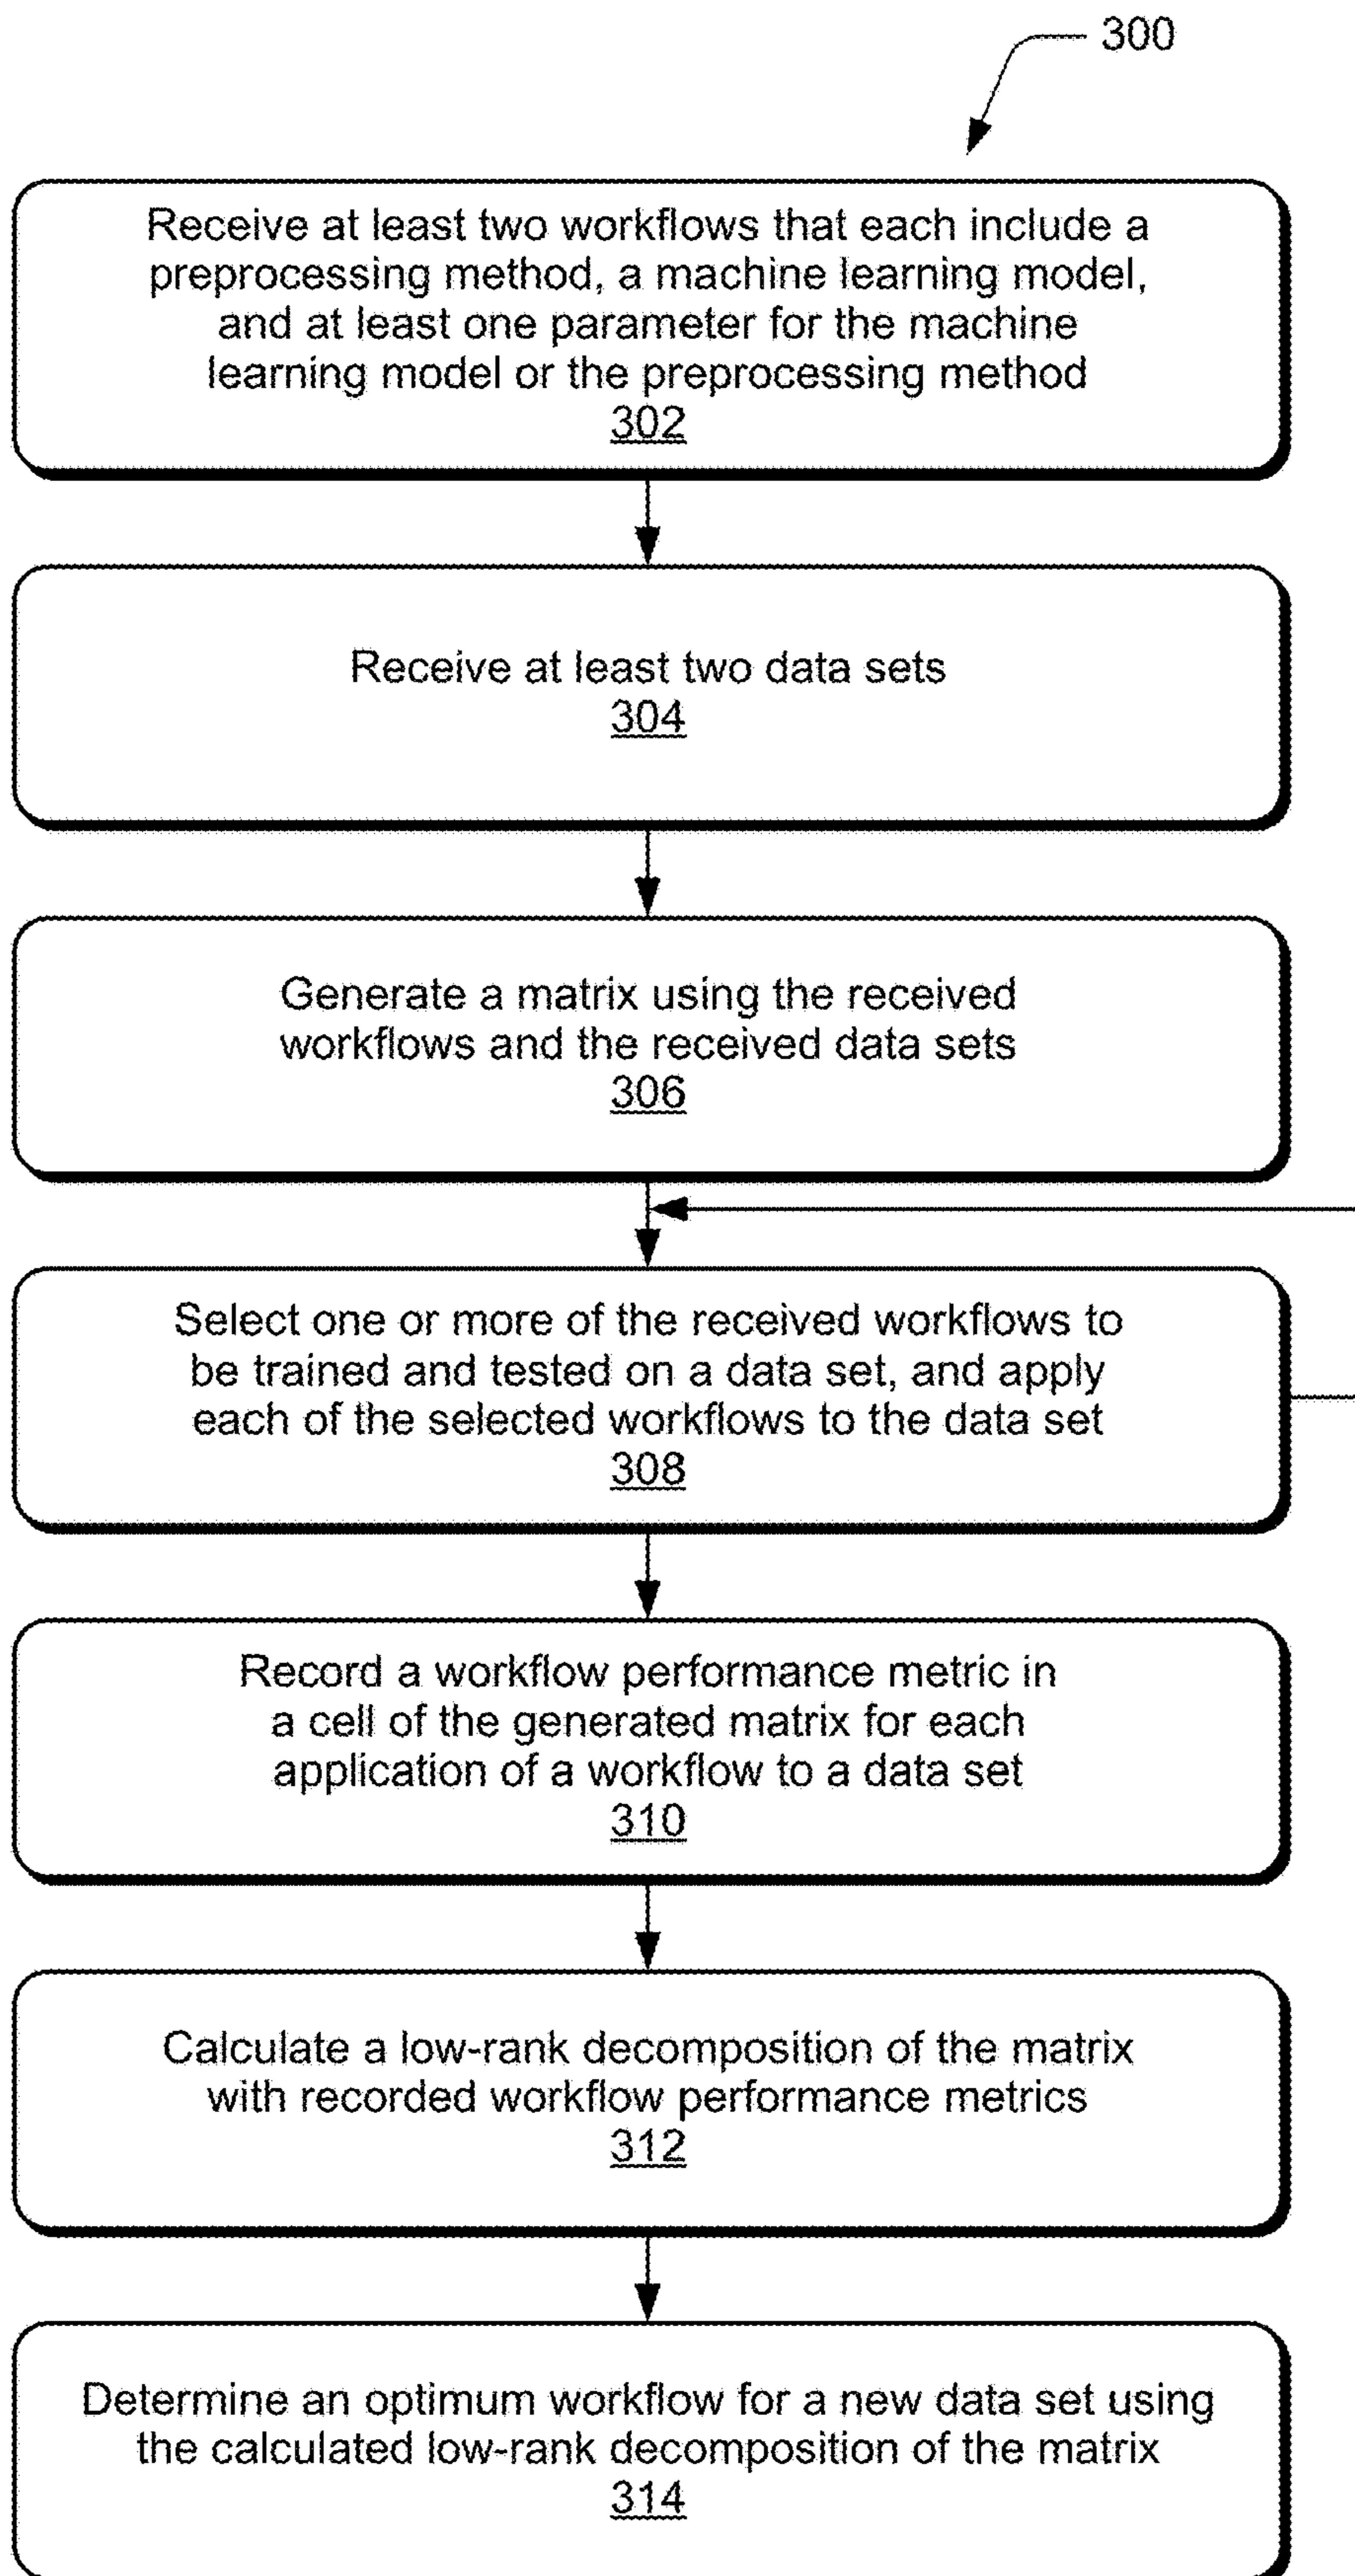 300
Receive at least two workflows that each include a
preprocessing method, a machine learning model,
and at least one parameter for the machine
learning model or the preprocessing method
302
Receive at least two data sets
304
Generate a matrix using the received
workflows and the received data sets
306
Select one or more of the received workflows to
be trained and tested on a data set, and apply
each of the selected workflows to the data set
308
Record a workflow performance metric in
a cell of the generated matrix for each
application of a workflow to a data set
310
Calculate a low-rank decomposition of the matrix
with recorded workflow performance metrics
312
Determine an optimum workflow for a new data set using
the calculated low-rank decomposition of the matrix
314